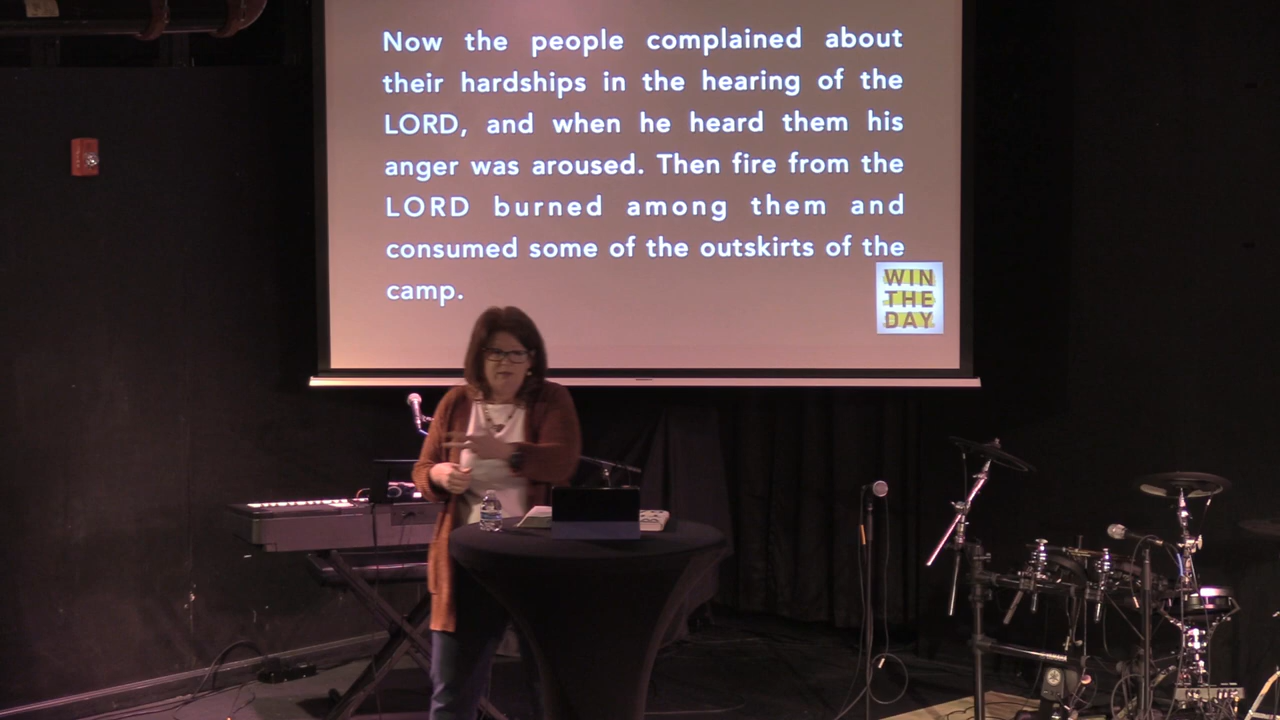 Now the people complained about
their hardships in the hearing of the
LORD, and when he heard them his
anger was aroused. Then fire from the
LORD burned among them and
consumed some of the outskirts of the
camp.
WIN
THE
DAY